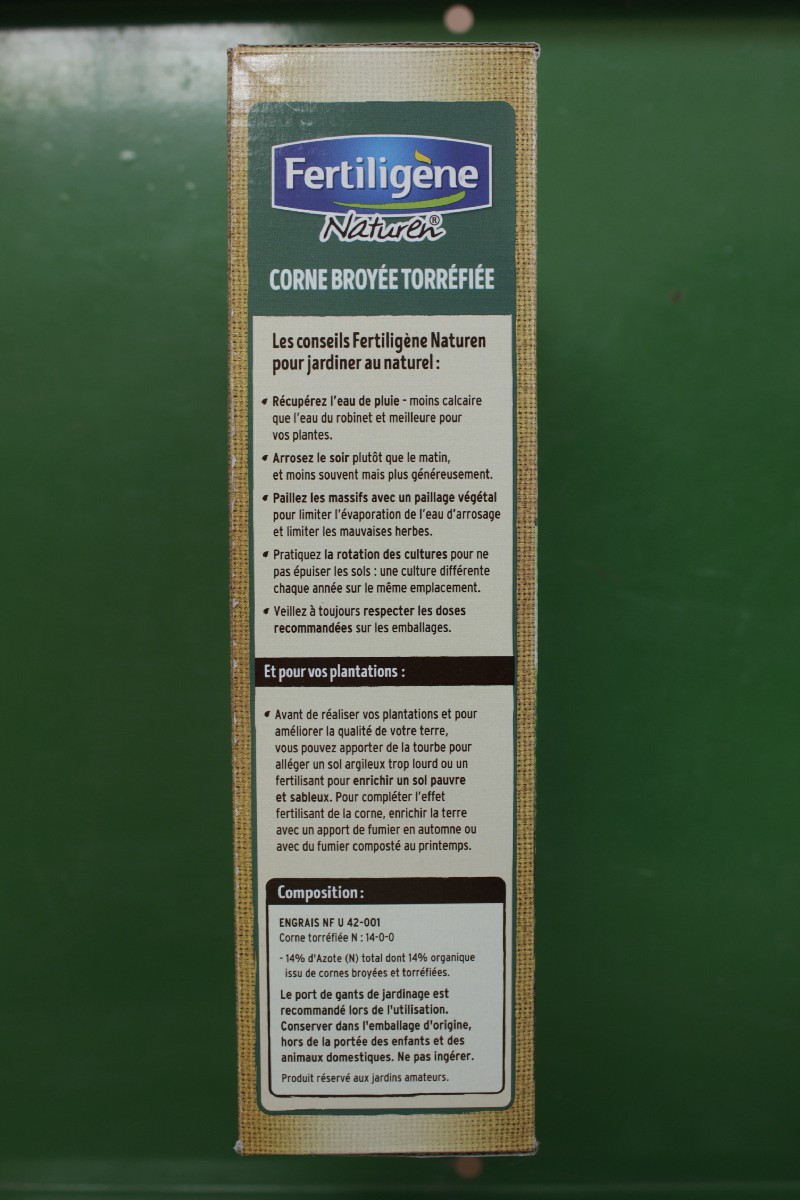 Fertiligène
Naturen®
CORNE BROYÉE TORRÉFIÉE
Les conseils Fertiligène Naturen
pour jardiner au naturel :
Récupérez l'eau de pluie - moins calcaire
que l'eau du robinet et meilleure pour
vos plantes.
Arrosez le soir plutôt que le matin,
et moins souvent mais plus généreusement.
Paillez les massifs avec un paillage végétal
pour limiter l'évaporation de l'eau d'arrosage
et limiter les mauvaises herbes.
Pratiquez la rotation des cultures pour ne
pas épuiser les sols : une culture différente
chaque année sur le même emplacement.
Veillez à toujours respecter les doses
recommandées sur les emballages.
Et pour vos plantations :
Avant de réaliser vos plantations et pour
améliorer la qualité de votre terre,
vous pouvez apporter de la tourbe pour
alléger un sol argileux trop lourd ou un
fertilisant pour enrichir un sol pauvre
et sableux. Pour compléter l'effet
fertilisant de la corne, enrichir la terre
avec un apport de fumier en automne ou
avec du fumier composté au printemps.
Composition :
ENGRAIS NF U 42-001
Corne torréfiée N : 14-0-0
- 14% d'Azote (N) total dont 14% organique
issu de cornes broyées et torréfiées.
Le port de gants de jardinage est
recommandé lors de l'utilisation.
Conserver dans l'emballage d'origine,
hors de la portée des enfants et des
animaux domestiques. Ne pas ingérer.
Produit réservé aux jardins amateurs.